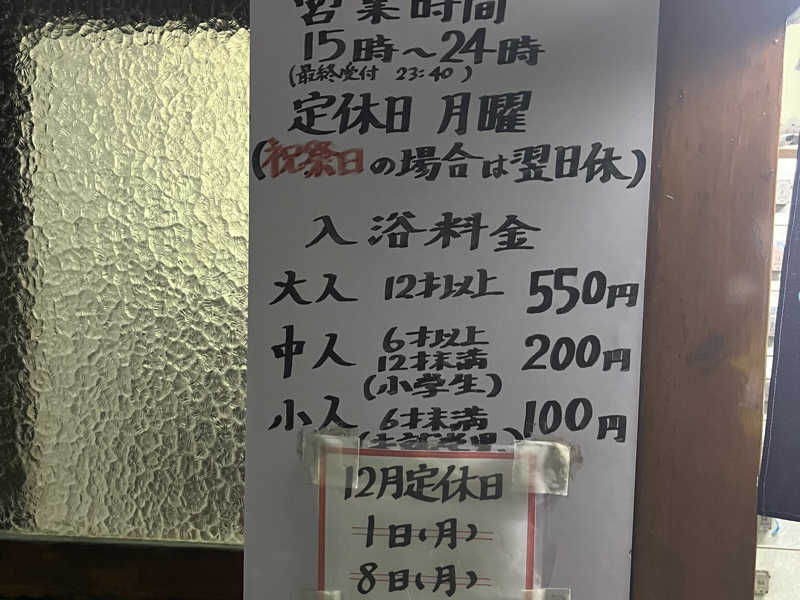 営業時間
15時～24時
(最終受付 23:40)
定休日 月曜
(祝祭日の場合は翌日休)
入浴料金
大人 12才以上 550円
中人 6才以上 12才未満 (小学生) 200円
小人 6才未満 100円
12月定休日
1日(月)
8日(月)